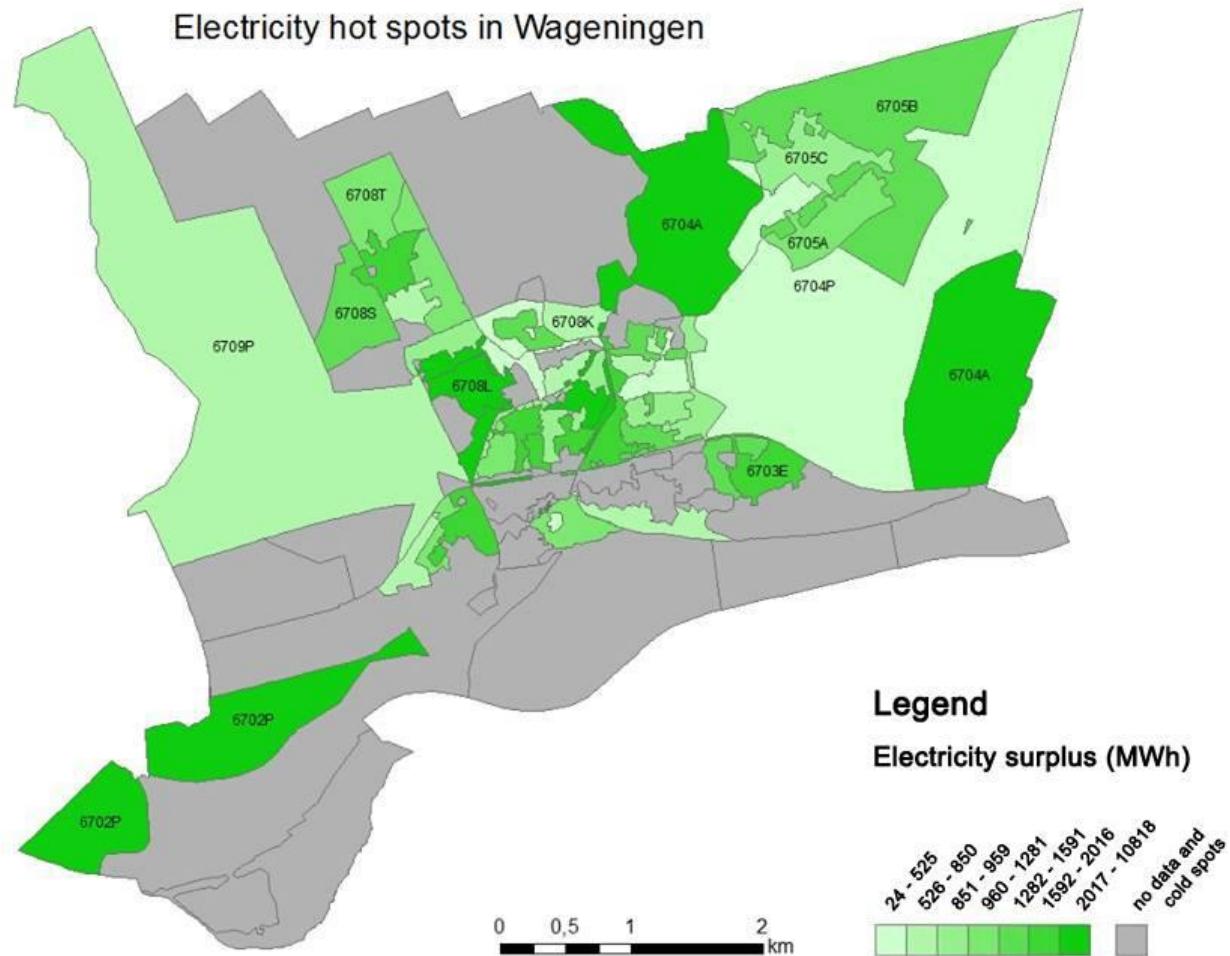 Electricity hot spots in Wageningen
6705B
6705C
6708T
6704A
6705A
6704P
6708S
6708K
6709P
6708L
6704A
6703E
6702P
6702P
Legend
Electricity surplus (MWh)
24 - 525
526 - 850
851 - 959
960 - 1281
1282 - 1591
1592 - 2016
2017 - 10818
no data and
cold spots
0 0,5 1 2
km